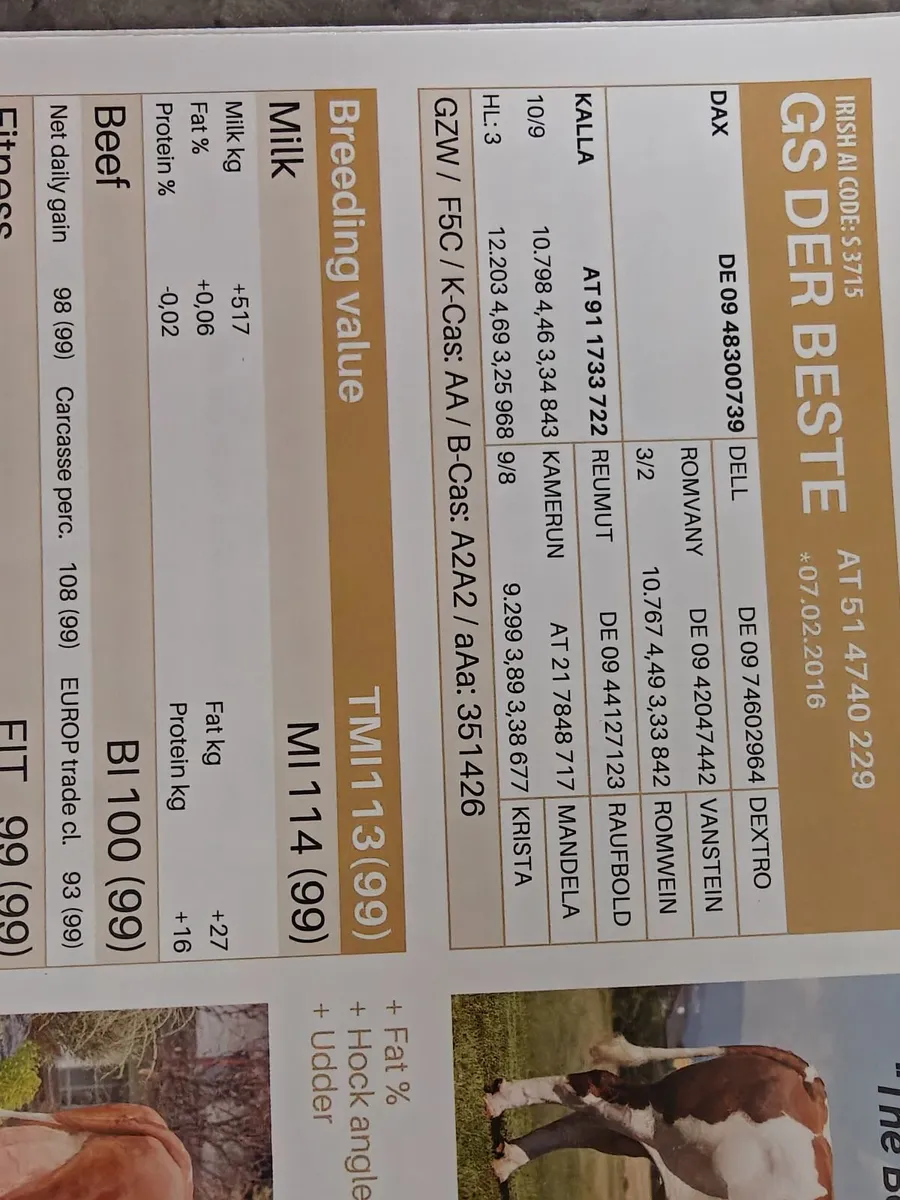 IRISH AI CODE: S3715
GS DER BESTE AT 51 4740 229
*07.02.2016
DAX DE 09 48300739 DELL DE 09 74602964 DEXTRO
ROMVANY DE 09 42047442 VANSTEIN
3/2 10.767 4,49 3,33 842 ROMWEIN
KALLA AT 91 1733 722 REUMUT DE 09 44127123 RAUFBOLD
10/9 10.798 4,46 3,34 843 KAMERUN AT 21 7848 717 MANDELA
HL: 3 12.203 4,69 3,25 968 9/8 9.299 3,89 3,38 677 KRISTA
GZW / F5C / K-Cas: AA / B-Cas: A2A2 / aAa: 351426
Breeding value TMI 113 (99)
Milk MI 114 (99)
Milk kg +517
Fat % +0,06 Fat kg +27
Protein % -0,02 Protein kg +16
Beef BI 100 (99)
Net daily gain 98 (99) Carcasse perc. 108 (99) EUROP trade cl. 93 (99)
Fitness FIT 99 (99)
+ Fat %
+ Hock angle
+ Udder
"The